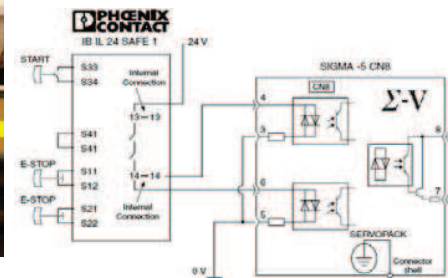 PHŒNIX
CONTACT
IB IL 24 SAFE 1
24 V
START
S33
S34
Internal
Connection
13
13
S41
S41
E-STOP
S11
S12
14
14
E-STOP
S21
S22
Internal
Connection
0 V
SIGMA -5 CN8
CN8
Σ-V
4
3
6
5
8
7
SERVOPACK
Connector
shell